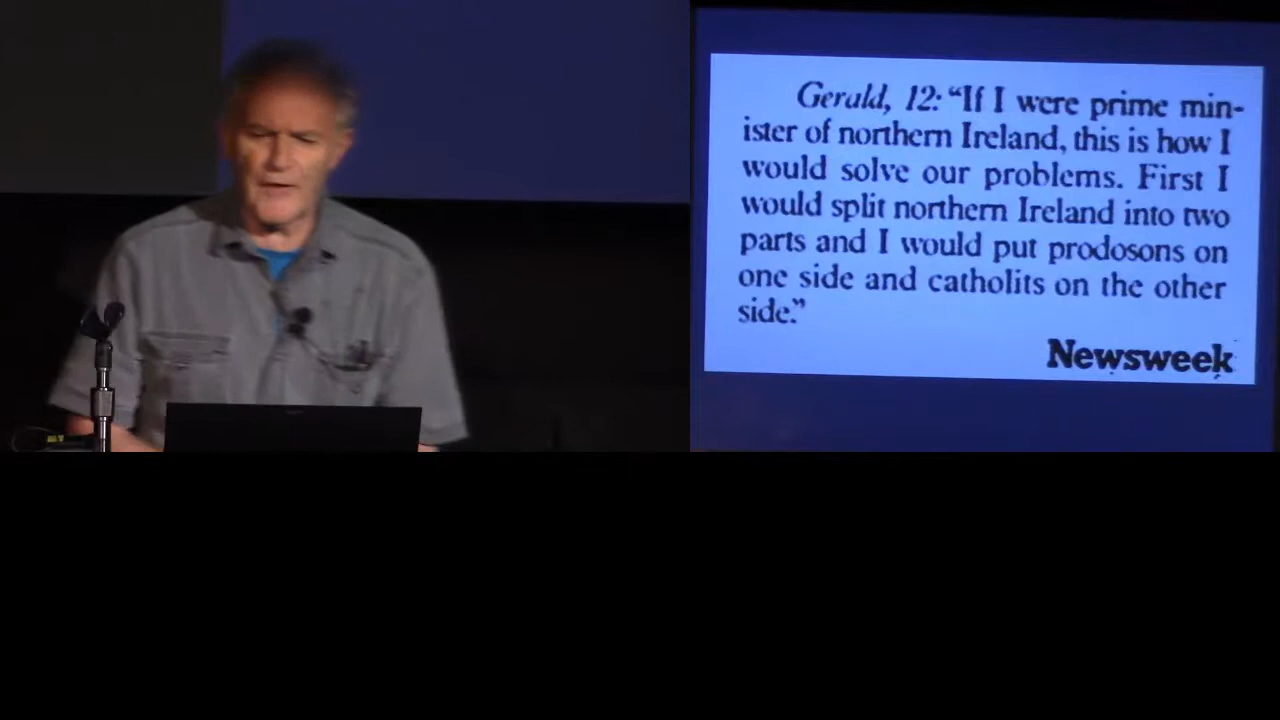 Gerald, 12: “If I were prime min-
ister of northern Ireland, this is how I
would solve our problems. First I
would split northern Ireland into two
parts and I would put prodosons on
one side and catholits on the other
side.”
Newsweek